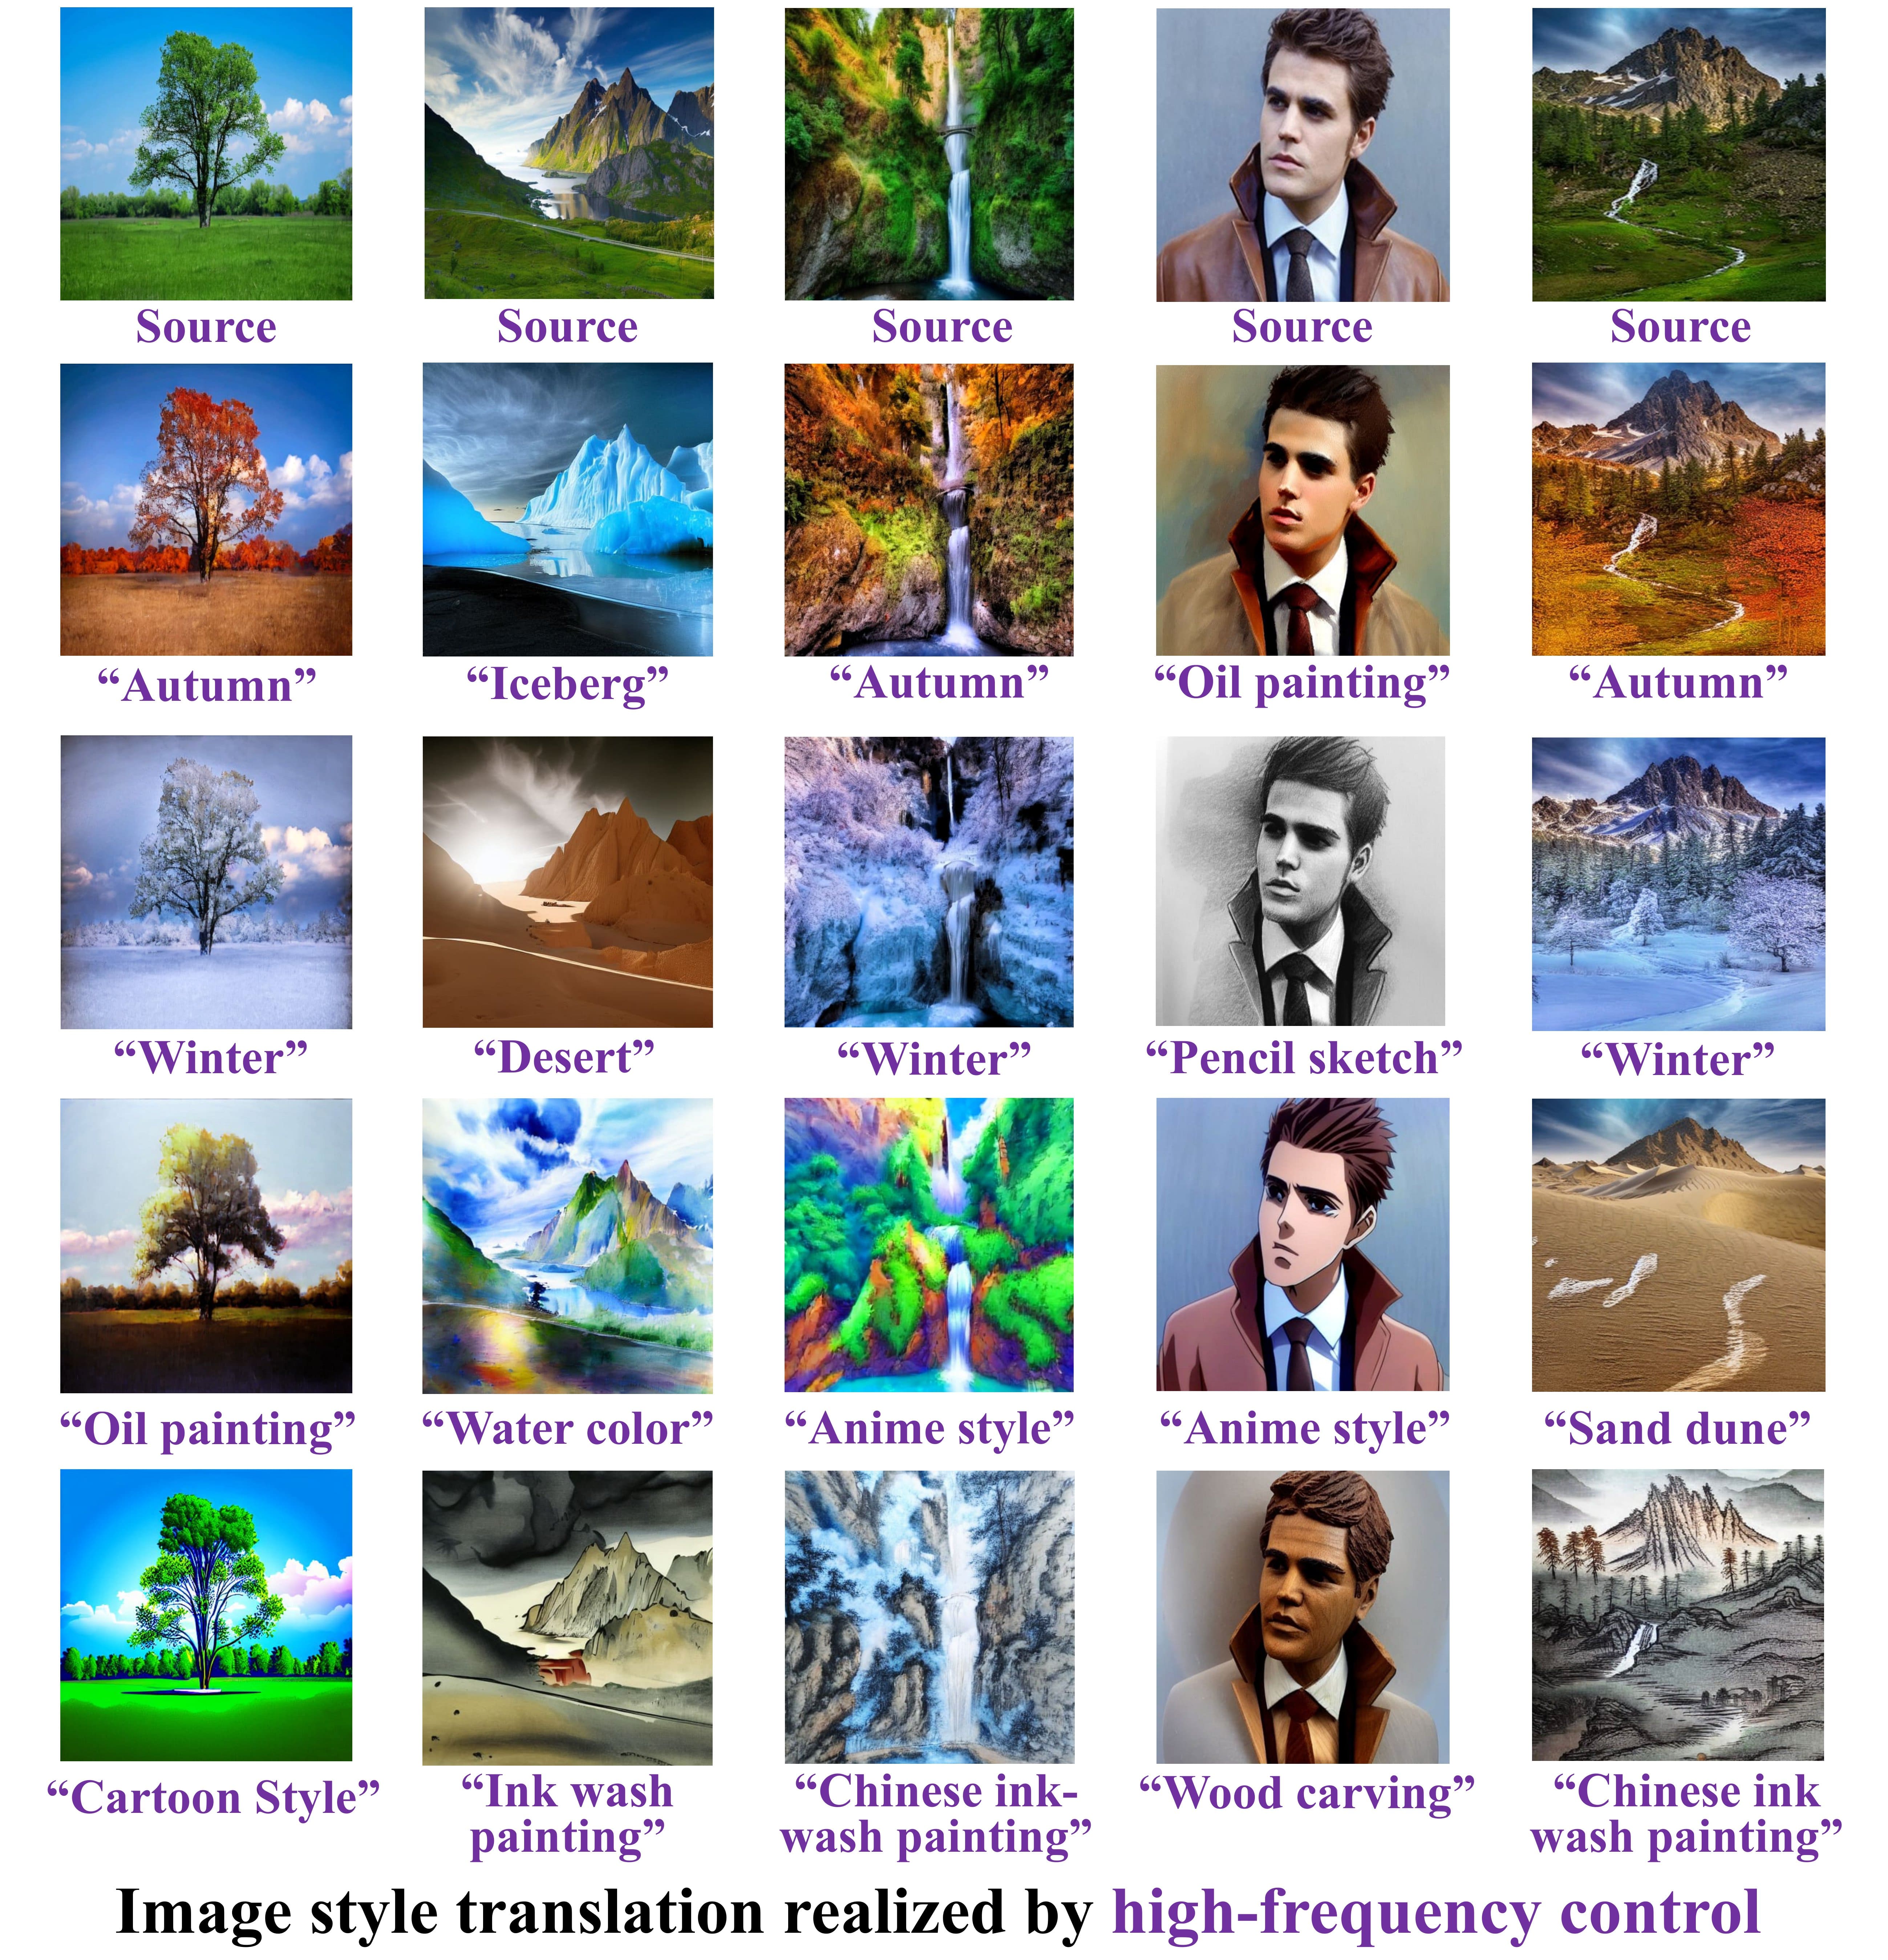 Source Source Source Source Source
“Autumn” “Iceberg” “Autumn” “Oil painting” “Autumn”
“Winter” “Desert” “Winter” “Pencil sketch” “Winter”
“Oil painting” “Water color” “Anime style” “Anime style” “Sand dune”
“Cartoon Style”
“Ink wash
painting”
“Chinese ink-
wash painting”
“Wood carving”
“Chinese ink
wash painting”
Image style translation realized by high-frequency control